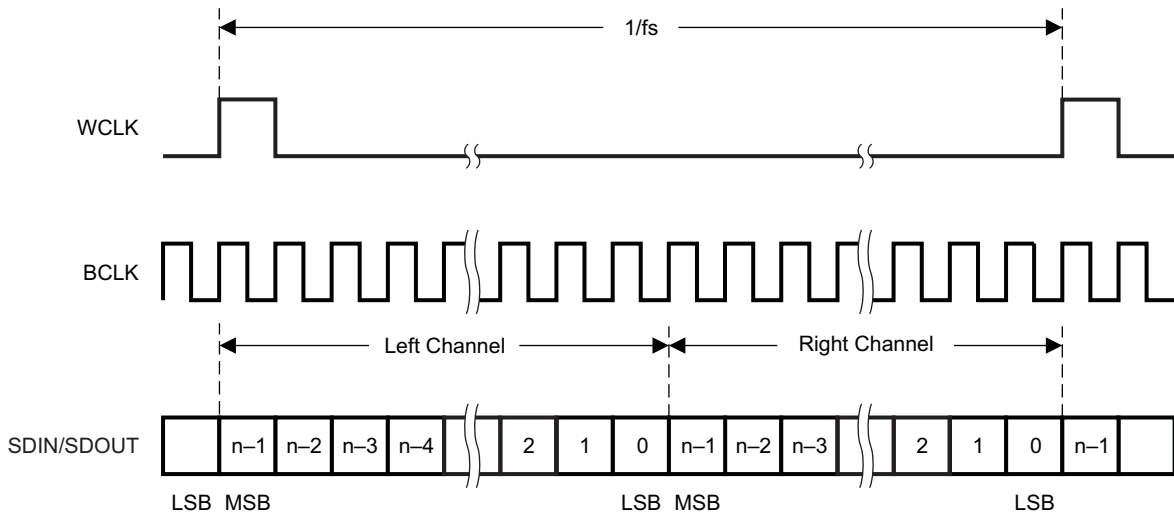 1/fs
WCLK
BCLK
Left Channel Right Channel
SDIN/SDOUT n–1 n–2 n–3 n–4 2 1 0 n–1 n–2 n–3 2 1 0 n–1
LSB MSB LSB MSB LSB